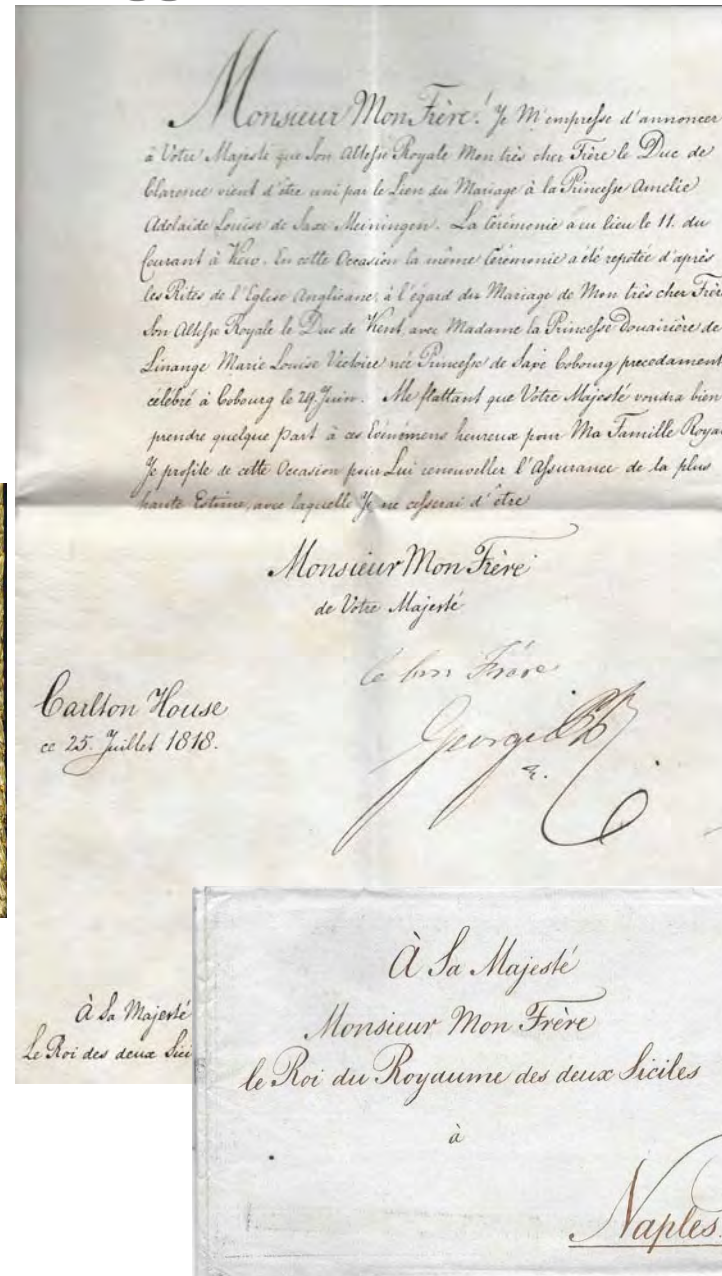 Monsieur Mon Frère! Je M'empresse d'annoncer
à Votre Majesté que Son Altesse Royale Mon très cher Frère le Duc de
Clarence vient d'être uni par le Lien du Mariage à la Princesse Amelie
Adelaide Louise de Saxe Meiningen. La Cérémonie a eu lieu le 11. du
Courant à Kew. En cette Occasion la même Cérémonie a été repétée d'après
les Rites de l'Eglise Anglicane, à l'égard du Mariage de Mon très cher Frère
Son Altesse Royale le Duc de Kent, avec Madame la Princesse Douairière de
Linange Marie Louise Victoire née Princesse de Saxe Cobourg precedament
célébré à Cobourg le 29. Juin. Me flattant que Votre Majesté voudra bien
prendre quelque Part à ces Evénémens heureux pour Ma Famille Royal
Je profite de cette Occasion pour Lui renouveller l'Assurance de la plus
haute Estime, avec laquelle Je ne cesserai d'être
Monsieur Mon Frère
de Votre Majesté
le bon Frère
Carlton House
ce 25. Juillet 1818.
George PR
À Sa Majesté
Le Roi des deux Sici
À Sa Majesté
Monsieur Mon Frère
le Roi du Royaume des deux Siciles
à
Naples.